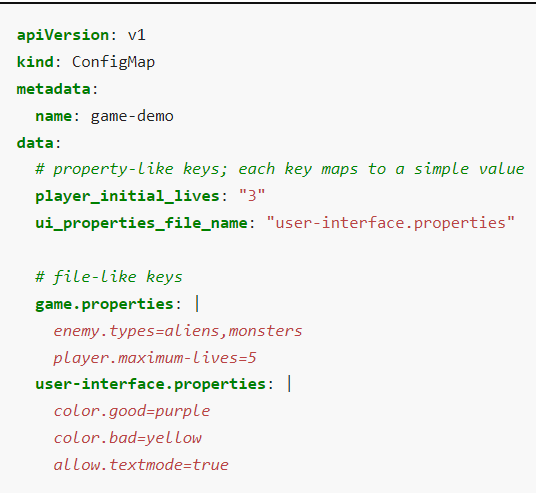 apiVersion: v1
kind: ConfigMap
metadata:
  name: game-demo
data:
  # property-like keys; each key maps to a simple value
  player_initial_lives: "3"
  ui_properties_file_name: "user-interface.properties"

  # file-like keys
  game.properties: |
    enemy.types=aliens,monsters
    player.maximum-lives=5
  user-interface.properties: |
    color.good=purple
    color.bad=yellow
    allow.textmode=true